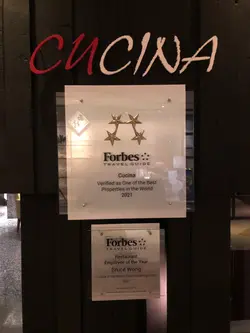 CUCINA
Forbes
TRAVEL GUIDE
Cucina
Verified as One of the Best
Properties in the World
2021
Forbes
TRAVEL GUIDE
Employee of the Year
Wong